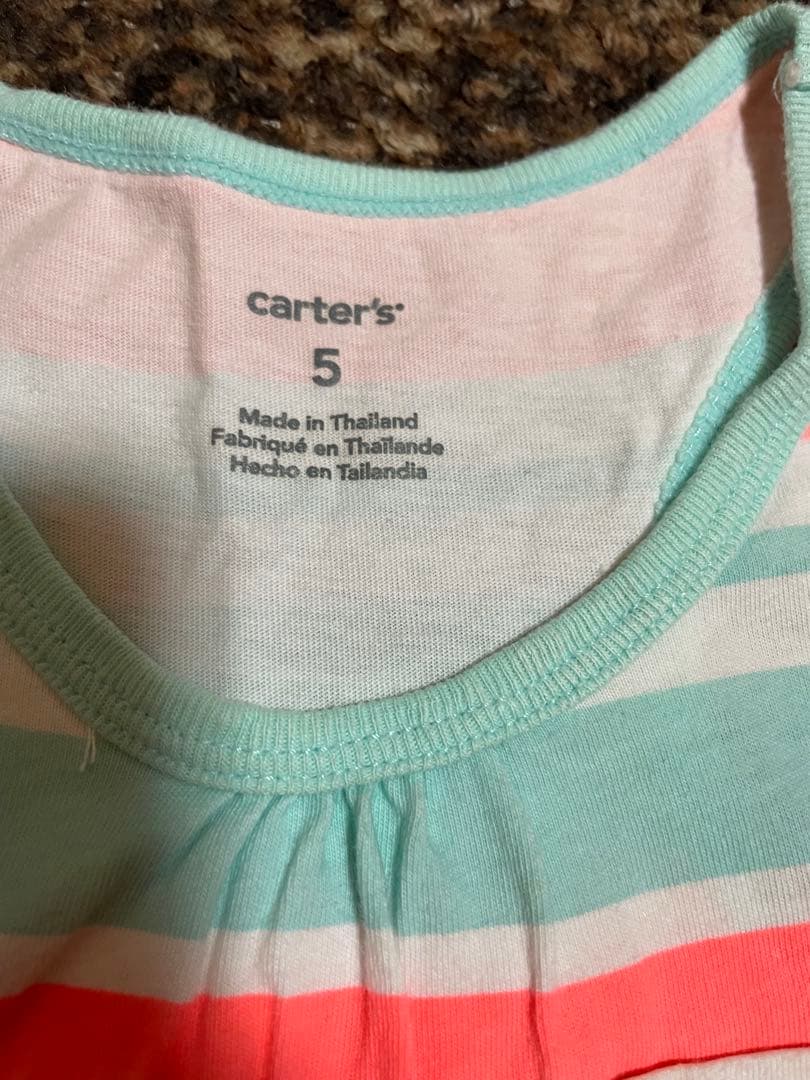 carter's
5
Made in Thailand
Fabriqué en Thaïlande
Hecho en Tailandia